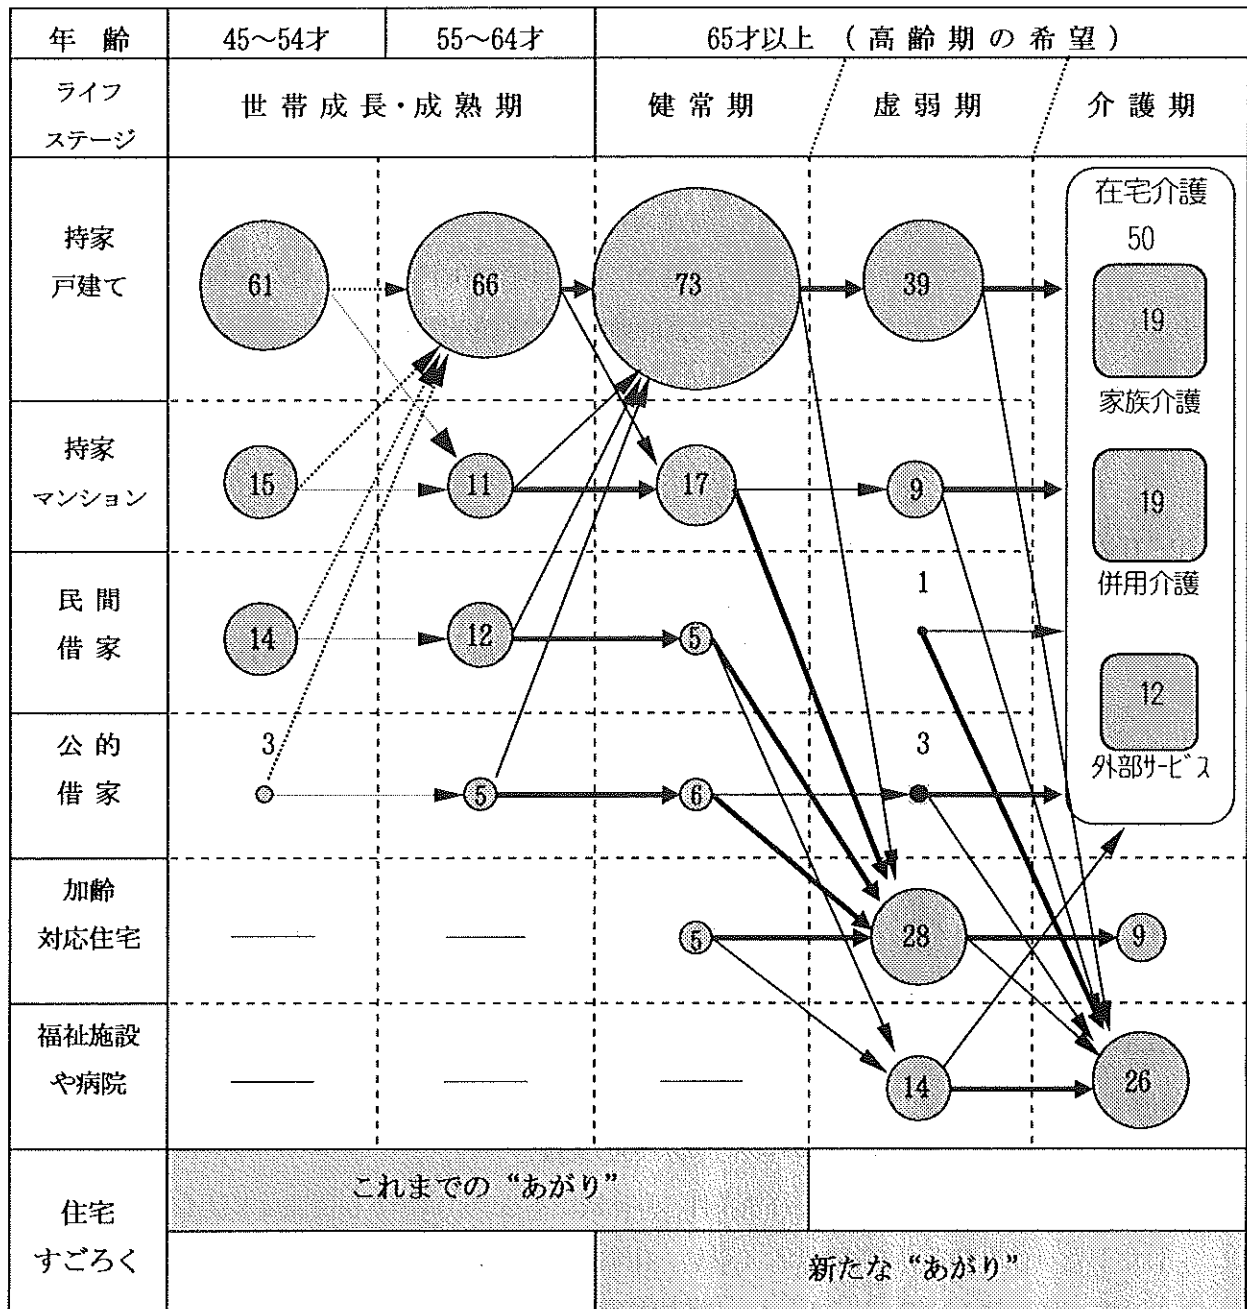 年 齢
45～54才
55～64才
65才以上 (高齢期の希望)
ライフ
ステージ
世帯成長・成熟期
健常期
虚弱期
介護期
持家
戸建て
61
66
73
39
在宅介護
50
19
家族介護
持家
マンション
15
11
17
9
19
併用介護
民間
借家
14
12
5
1
12
外部サービス
公的
借家
3
5
6
3
加齢
対応住宅
5
28
9
福祉施設
や病院
14
26
住宅
すごろく
これまでの “あがり”
新たな “あがり”